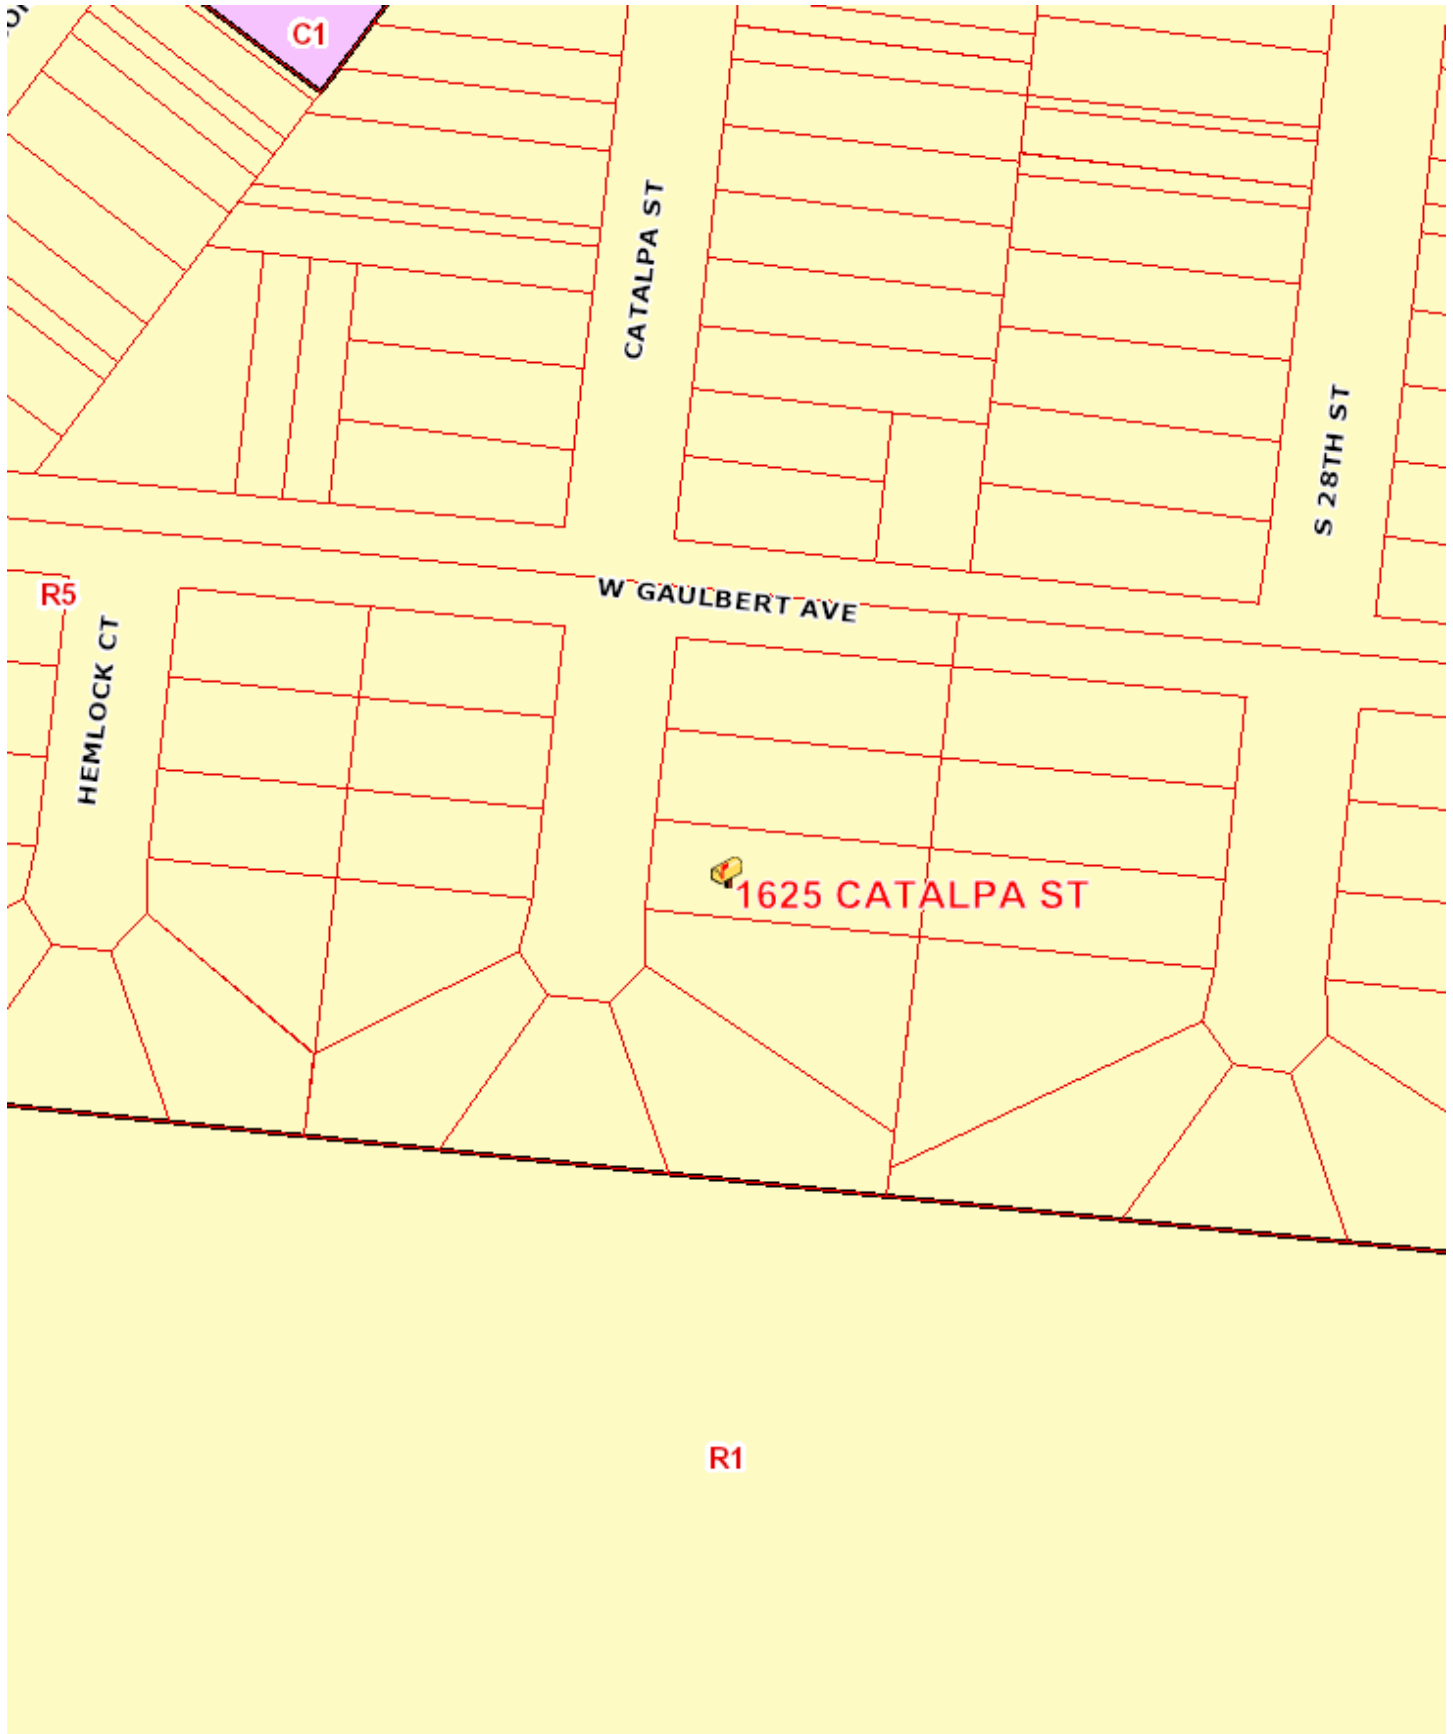 C1
CATALPA ST
S 28TH ST
W GAULBERT AVE
R5
HEMLOCK CT
1625 CATALPA ST
R1